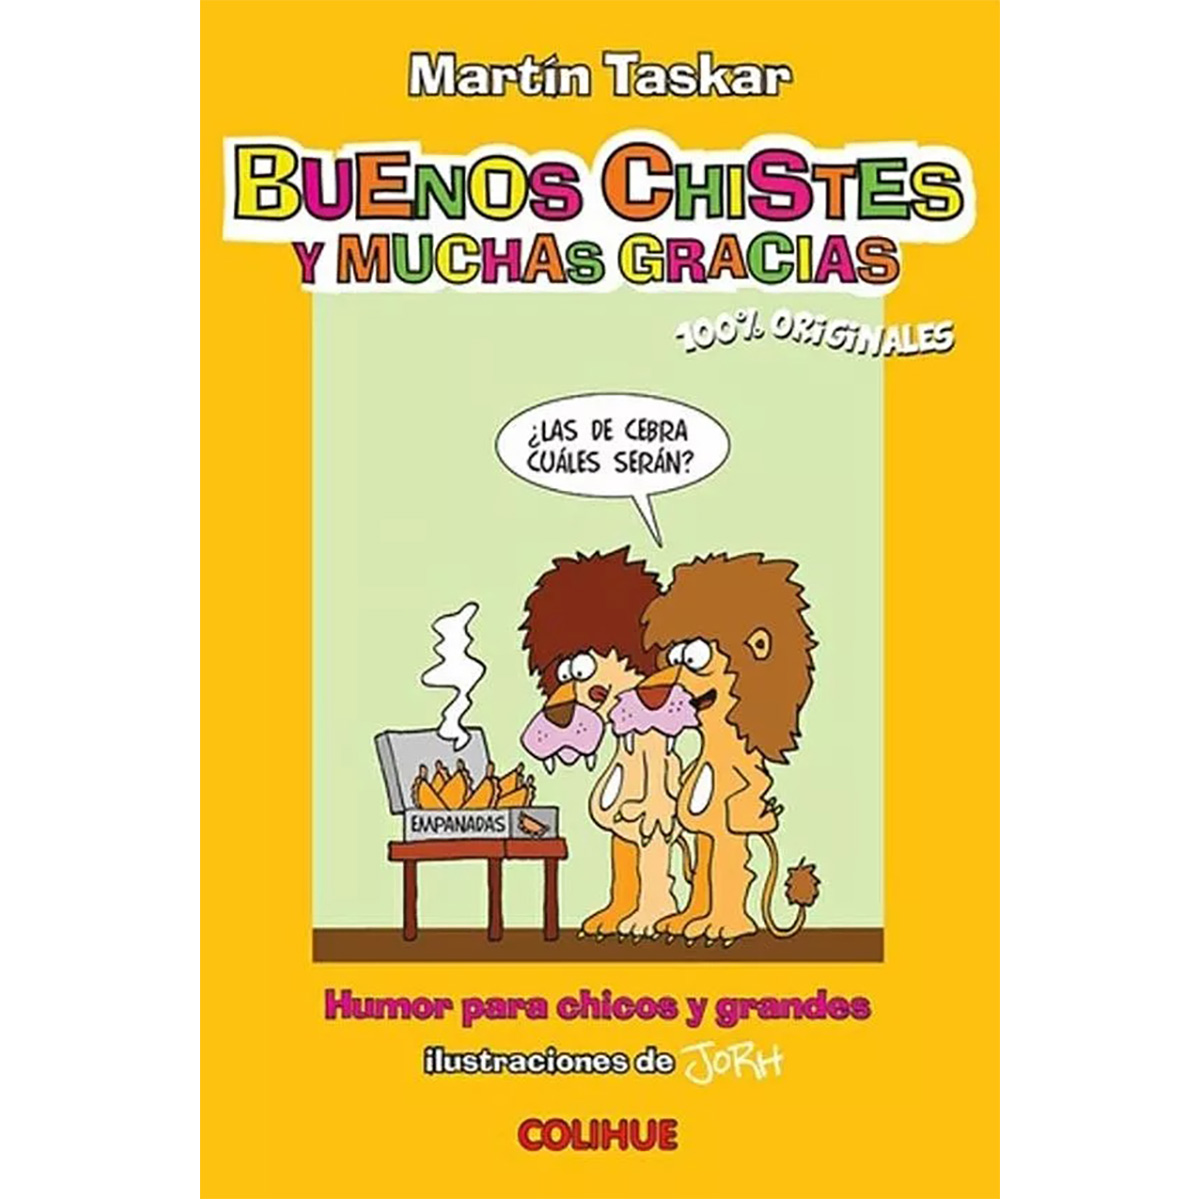 Martín Taskar
BUENOS CHISTES
Y MUCHAS GRACIAS
100% ORIGINALES
¿LAS DE CEBRA
CUÁLES SERÁN?
EMPANADAS
Humor para chicos y grandes
ilustraciones de JORH
COLIHUE